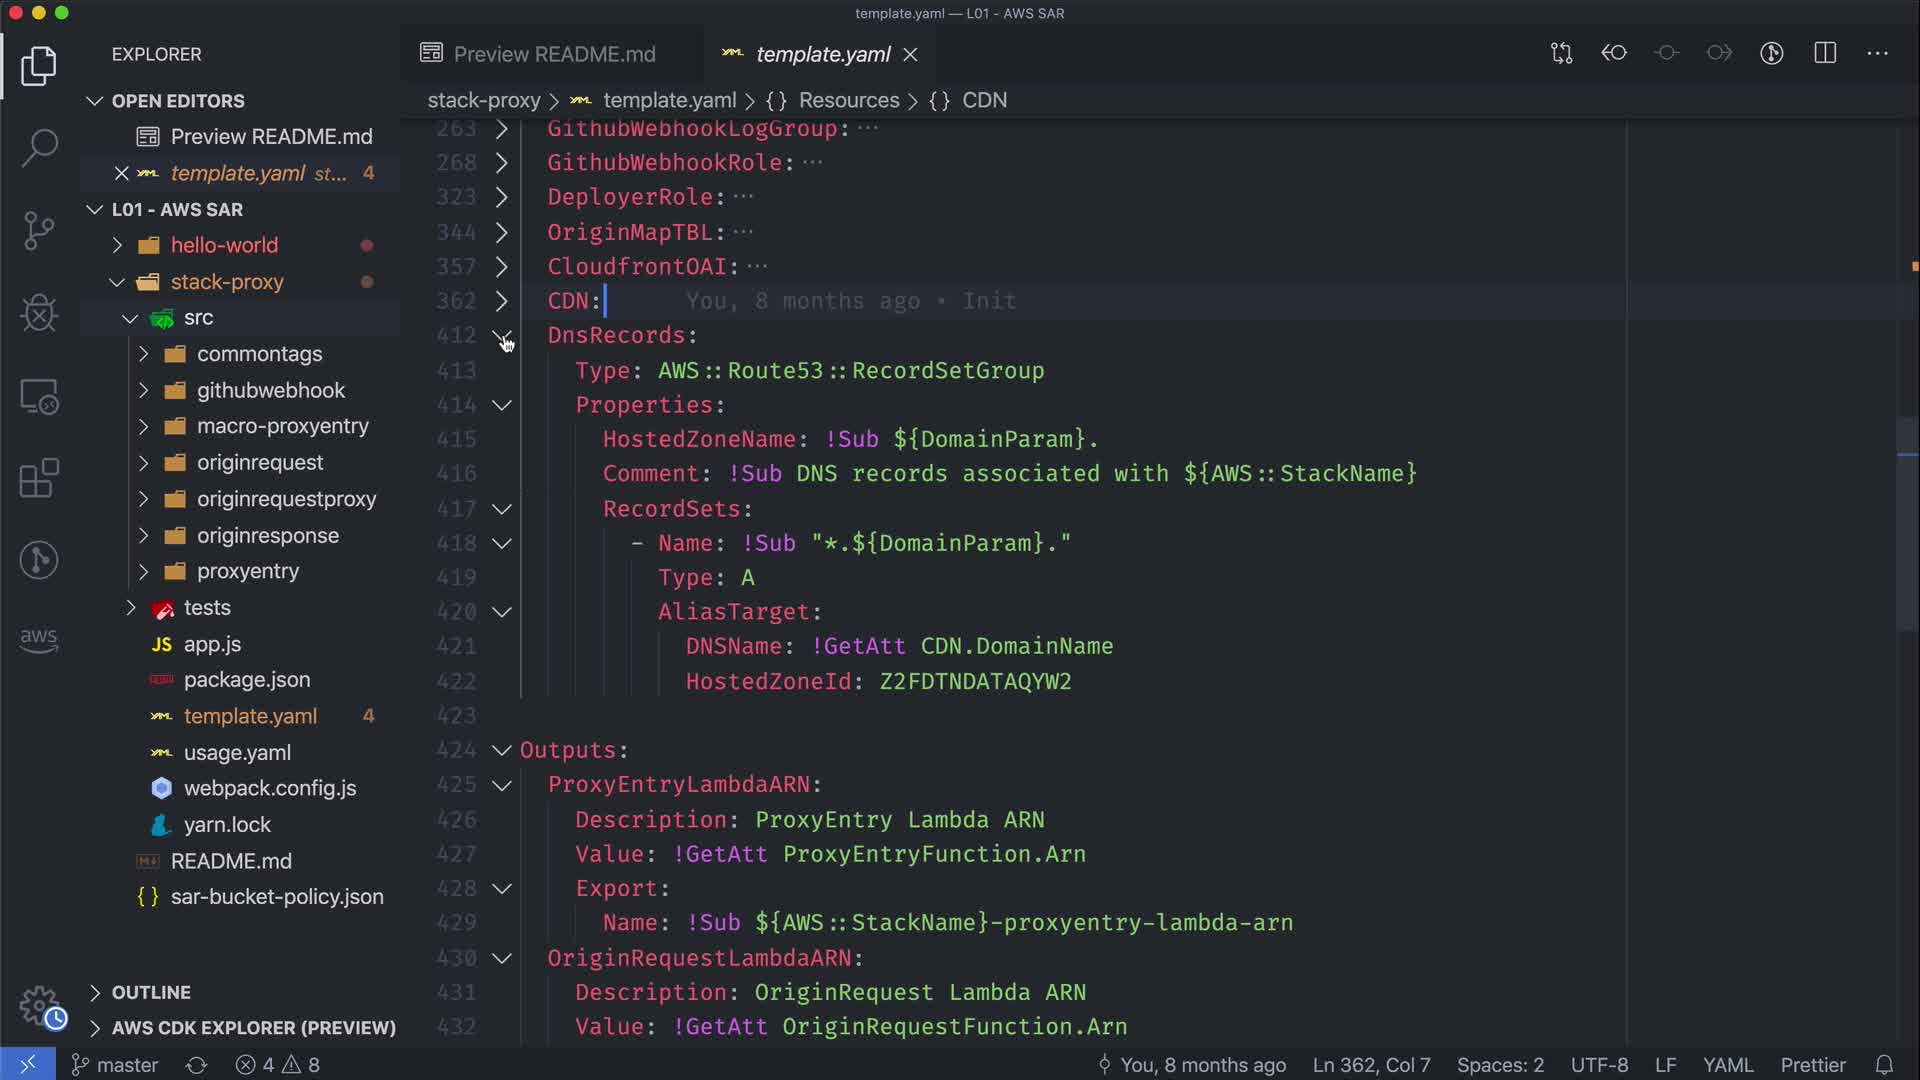 template.yaml — L01 - AWS SAR
EXPLORER
Preview README.md
template.yaml
OPEN EDITORS
Preview README.md
template.yaml st... 4
L01 - AWS SAR
hello-world
stack-proxy
src
commontags
githubwebhook
macro-proxyentry
originrequest
originrequestproxy
originresponse
proxyentry
tests
JS app.js
package.json
template.yaml 4
usage.yaml
webpack.config.js
yarn.lock
README.md
{ } sar-bucket-policy.json
OUTLINE
AWS CDK EXPLORER (PREVIEW)
aws
stack-proxy > template.yaml > {} Resources > {} CDN
263 GithubWebhookLogGroup: ...
268 GithubWebhookRole: ...
323 DeployerRole: ...
344 OriginMapTBL: ...
357 CloudfrontOAI: ...
362 CDN: You, 8 months ago • Init
412 DnsRecords:
413 Type: AWS::Route53::RecordSetGroup
414 Properties:
415 HostedZoneName: !Sub ${DomainParam}.
416 Comment: !Sub DNS records associated with ${AWS::StackName}
417 RecordSets:
418 - Name: !Sub "*.${DomainParam}."
419 Type: A
420 AliasTarget:
421 DNSName: !GetAtt CDN.DomainName
422 HostedZoneId: Z2FDTNDATAQYW2
423
424 Outputs:
425 ProxyEntryLambdaARN:
426 Description: ProxyEntry Lambda ARN
427 Value: !GetAtt ProxyEntryFunction.Arn
428 Export:
429 Name: !Sub ${AWS::StackName}-proxyentry-lambda-arn
430 OriginRequestLambdaARN:
431 Description: OriginRequest Lambda ARN
432 Value: !GetAtt OriginRequestFunction.Arn
master 4 8 You, 8 months ago Ln 362, Col 7 Spaces: 2 UTF-8 LF YAML Prettier